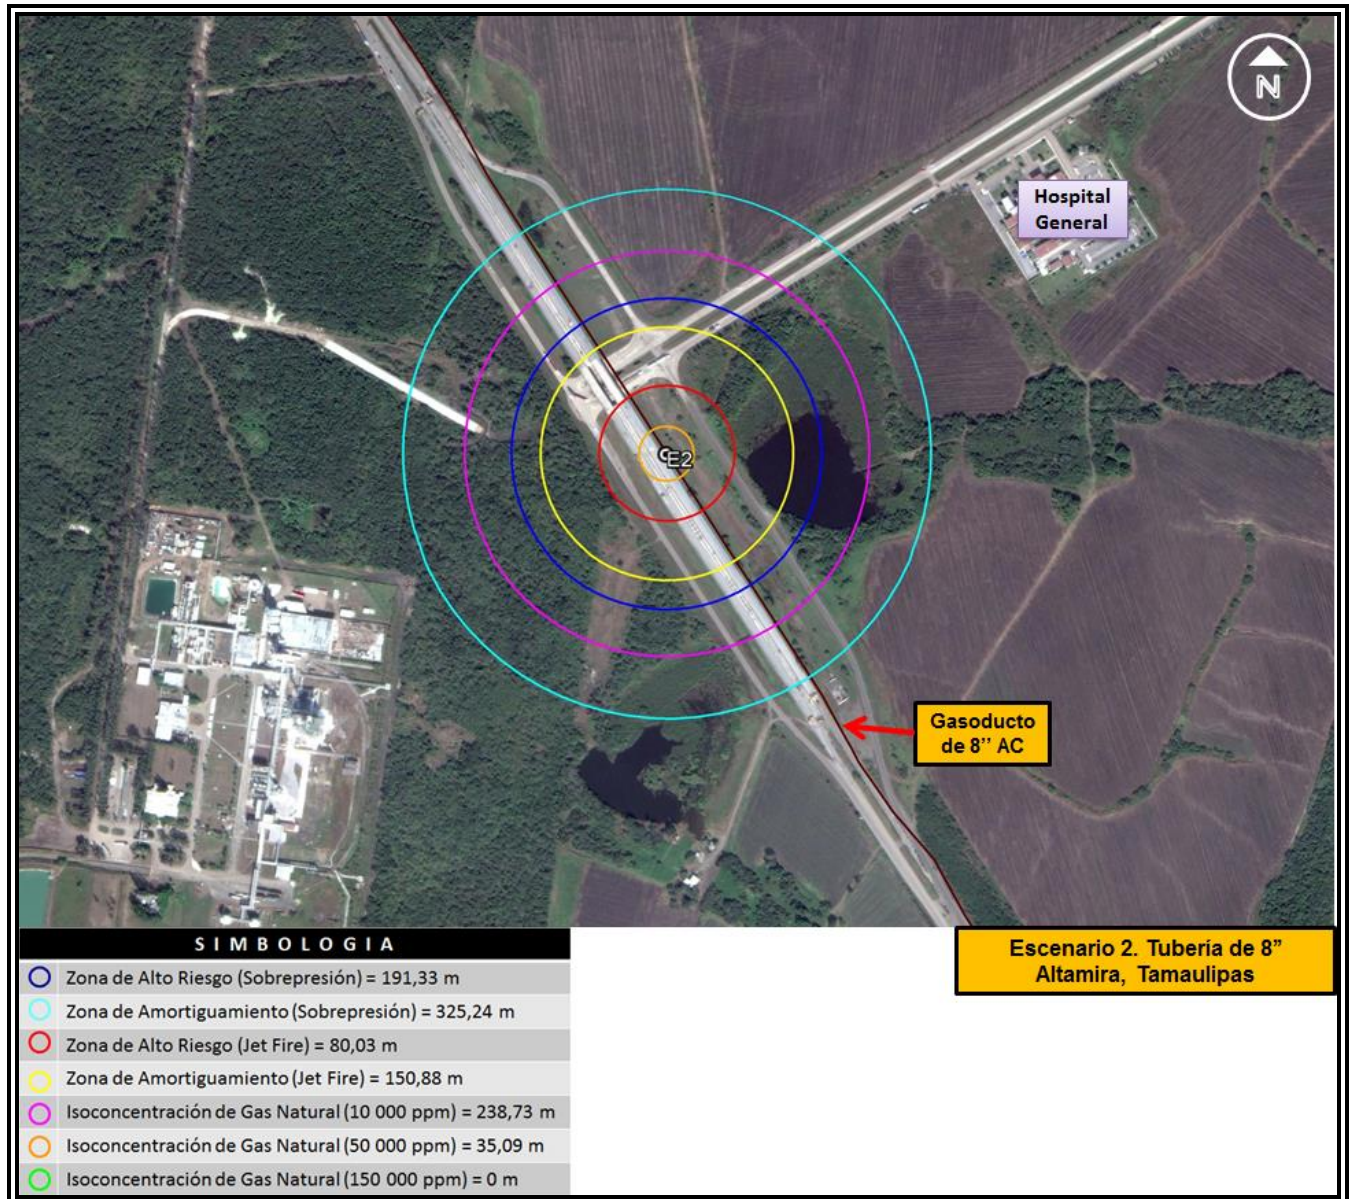 N
Hospital
General
E2
Gasoducto
de 8’’ AC
Escenario 2. Tubería de 8”
Altamira, Tamaulipas
SIMBOLOGIA
Zona de Alto Riesgo (Sobrepresión) = 191,33 m
Zona de Amortiguamiento (Sobrepresión) = 325,24 m
Zona de Alto Riesgo (Jet Fire) = 80,03 m
Zona de Amortiguamiento (Jet Fire) = 150,88 m
Isoconcentración de Gas Natural (10 000 ppm) = 238,73 m
Isoconcentración de Gas Natural (50 000 ppm) = 35,09 m
Isoconcentración de Gas Natural (150 000 ppm) = 0 m